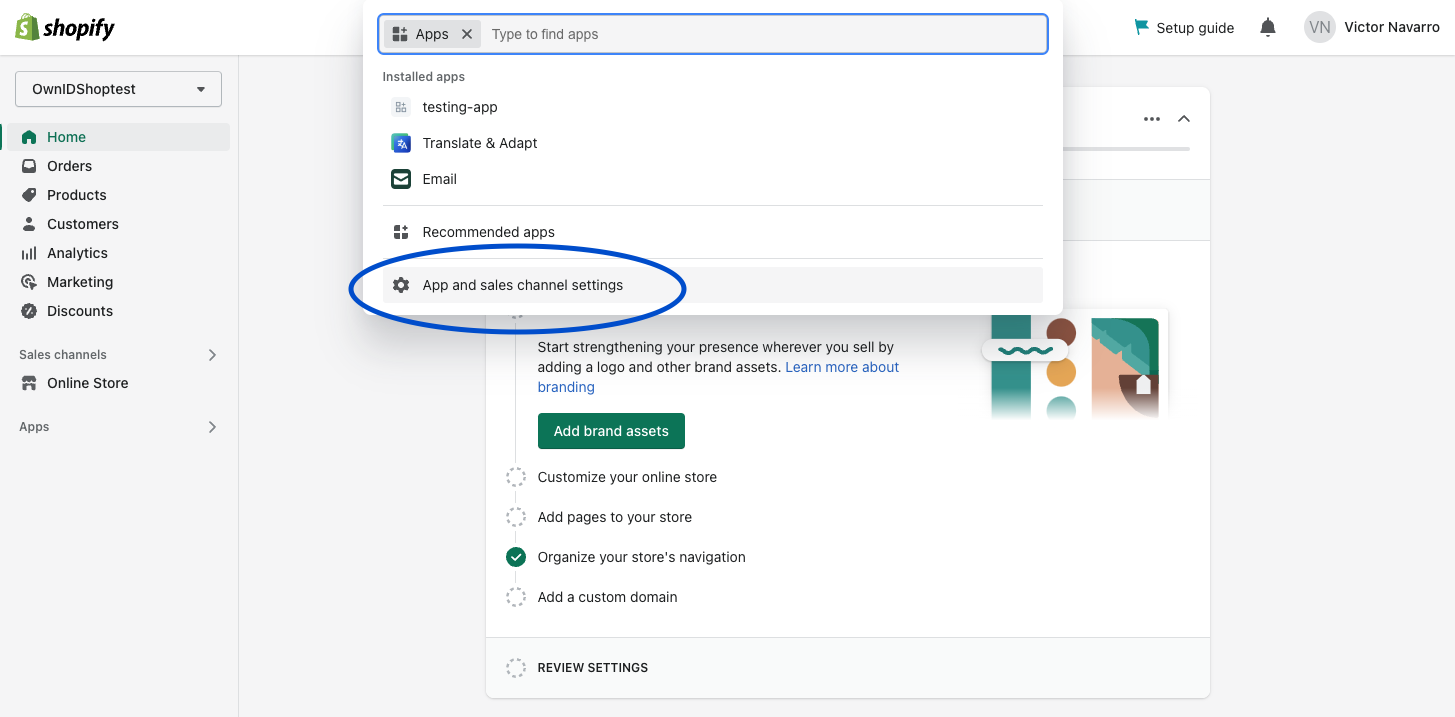 shopify
Apps
Type to find apps
Setup guide
VN
Victor Navarro
OwnIDShoptest
Home
Orders
Products
Customers
Analytics
Marketing
Discounts
Sales channels
Online Store
Apps
Installed apps
testing-app
Translate & Adapt
Email
Recommended apps
App and sales channel settings
Start strengthening your presence wherever you sell by
adding a logo and other brand assets. Learn more about
branding
Add brand assets
Customize your online store
Add pages to your store
Organize your store's navigation
Add a custom domain
REVIEW SETTINGS